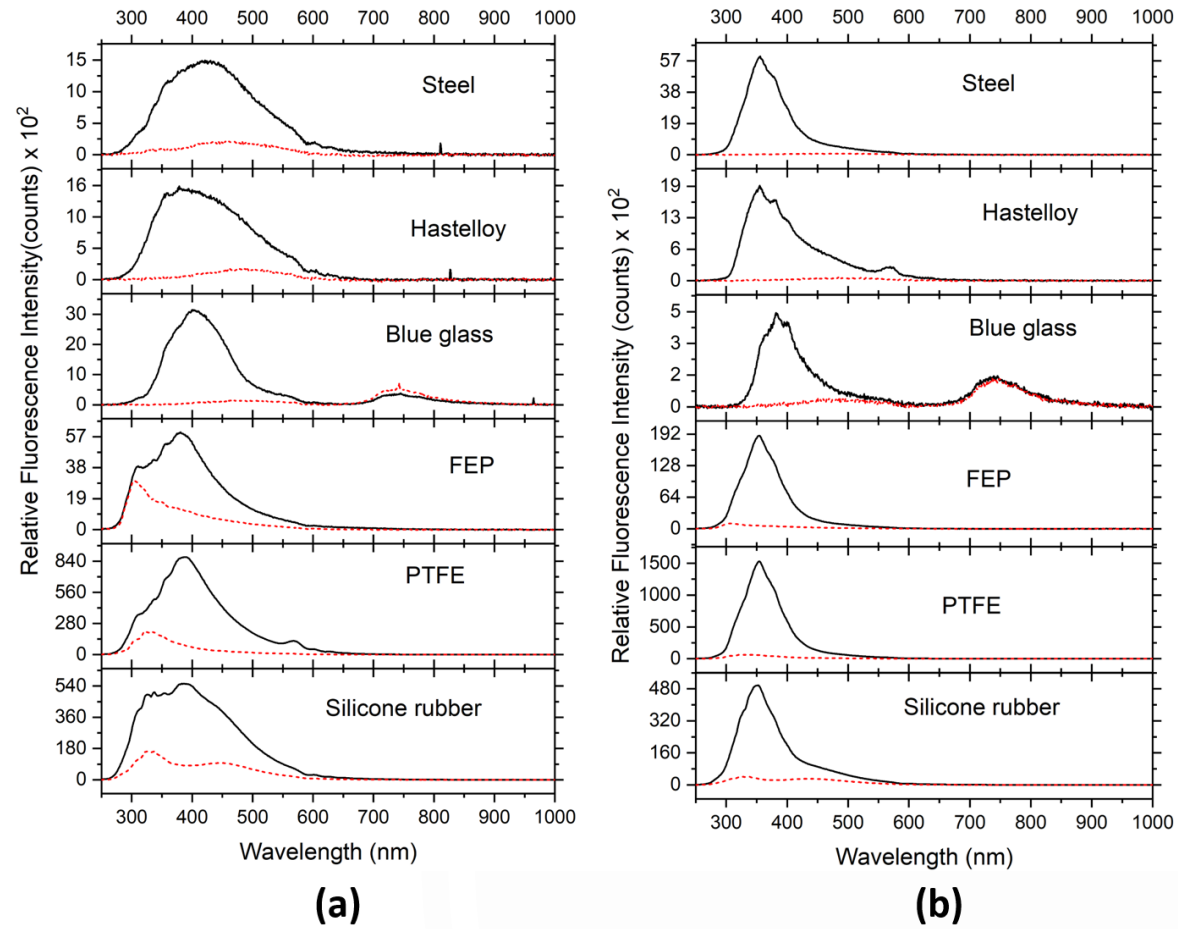 300 400 500 600 700 800 900 1000
Relative Fluorescence Intensity(counts) x 10²
15
10
5
0
Steel
16
10
5
0
Hastelloy
30
20
10
0
Blue glass
57
38
19
0
FEP
840
560
280
0
PTFE
540
360
180
0
Silicone rubber
300 400 500 600 700 800 900 1000
Wavelength (nm)
(a)
300 400 500 600 700 800 900 1000
Relative Fluorescence Intensity (counts) x 10²
57
38
19
0
Steel
19
13
6
0
Hastelloy
5
3
2
0
Blue glass
192
128
64
0
FEP
1500
1000
500
0
PTFE
480
320
160
0
Silicone rubber
300 400 500 600 700 800 900 1000
Wavelength (nm)
(b)